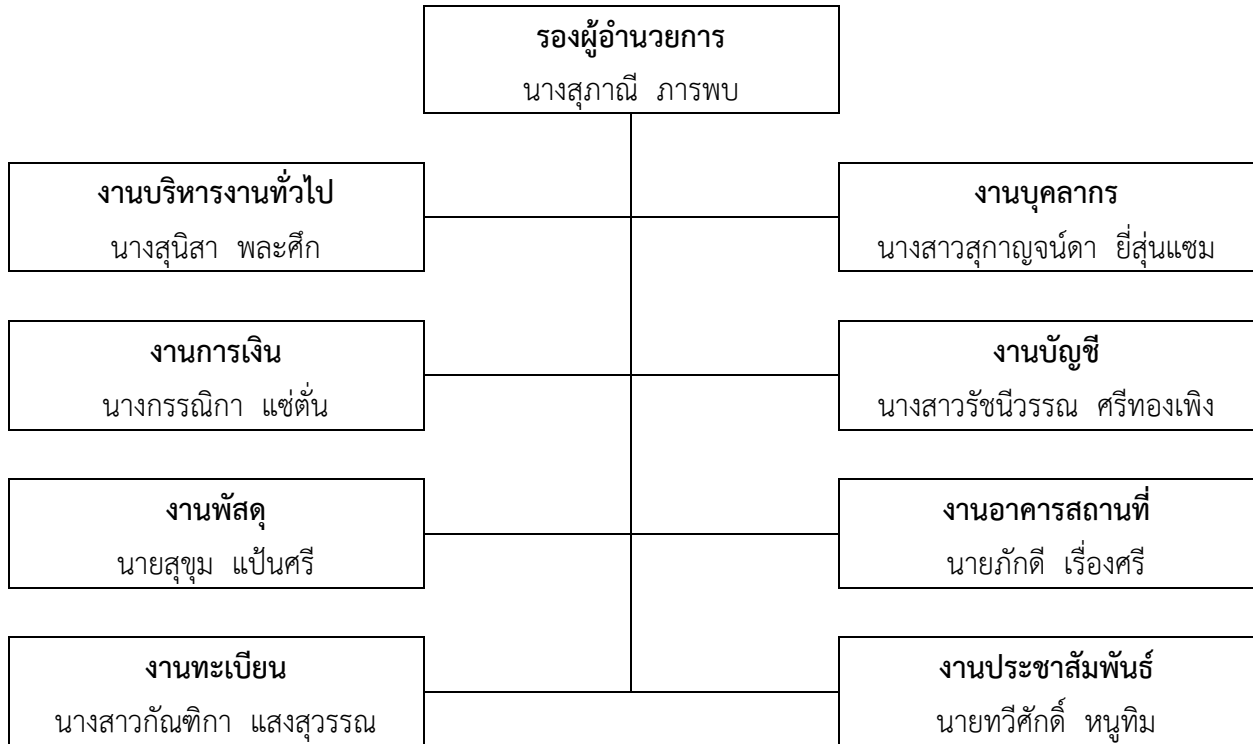 รองผู้อำนวยการ
นางสุภาณี ภารพบ
งานบริหารงานทั่วไป
นางสุนิสา พละศึก
งานบุคลากร
นางสาวสุกาญจน์ดา ยี่สุ่นแซม
งานการเงิน
นางกรรณิกา แซ่ตั่น
งานบัญชี
นางสาวรัชนีวรรณ ศรีทองเพิง
งานพัสดุ
นายสุขุม แป้นศรี
งานอาคารสถานที่
นายภักดี เรื่องศรี
งานทะเบียน
นางสาวกัณฑิกา แสงสุวรรณ
งานประชาสัมพันธ์
นายทวีศักดิ์ หนูทิม